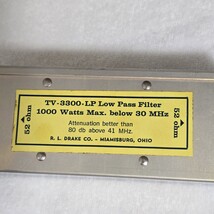 TV-3300-LP Low Pass Filter
1000 Watts Max. below 30 MHz
Attenuation better than
80 db above 41 MHz.
R. L. DRAKE CO. – MIAMISBURG, OHIO
52 ohm
52 ohm